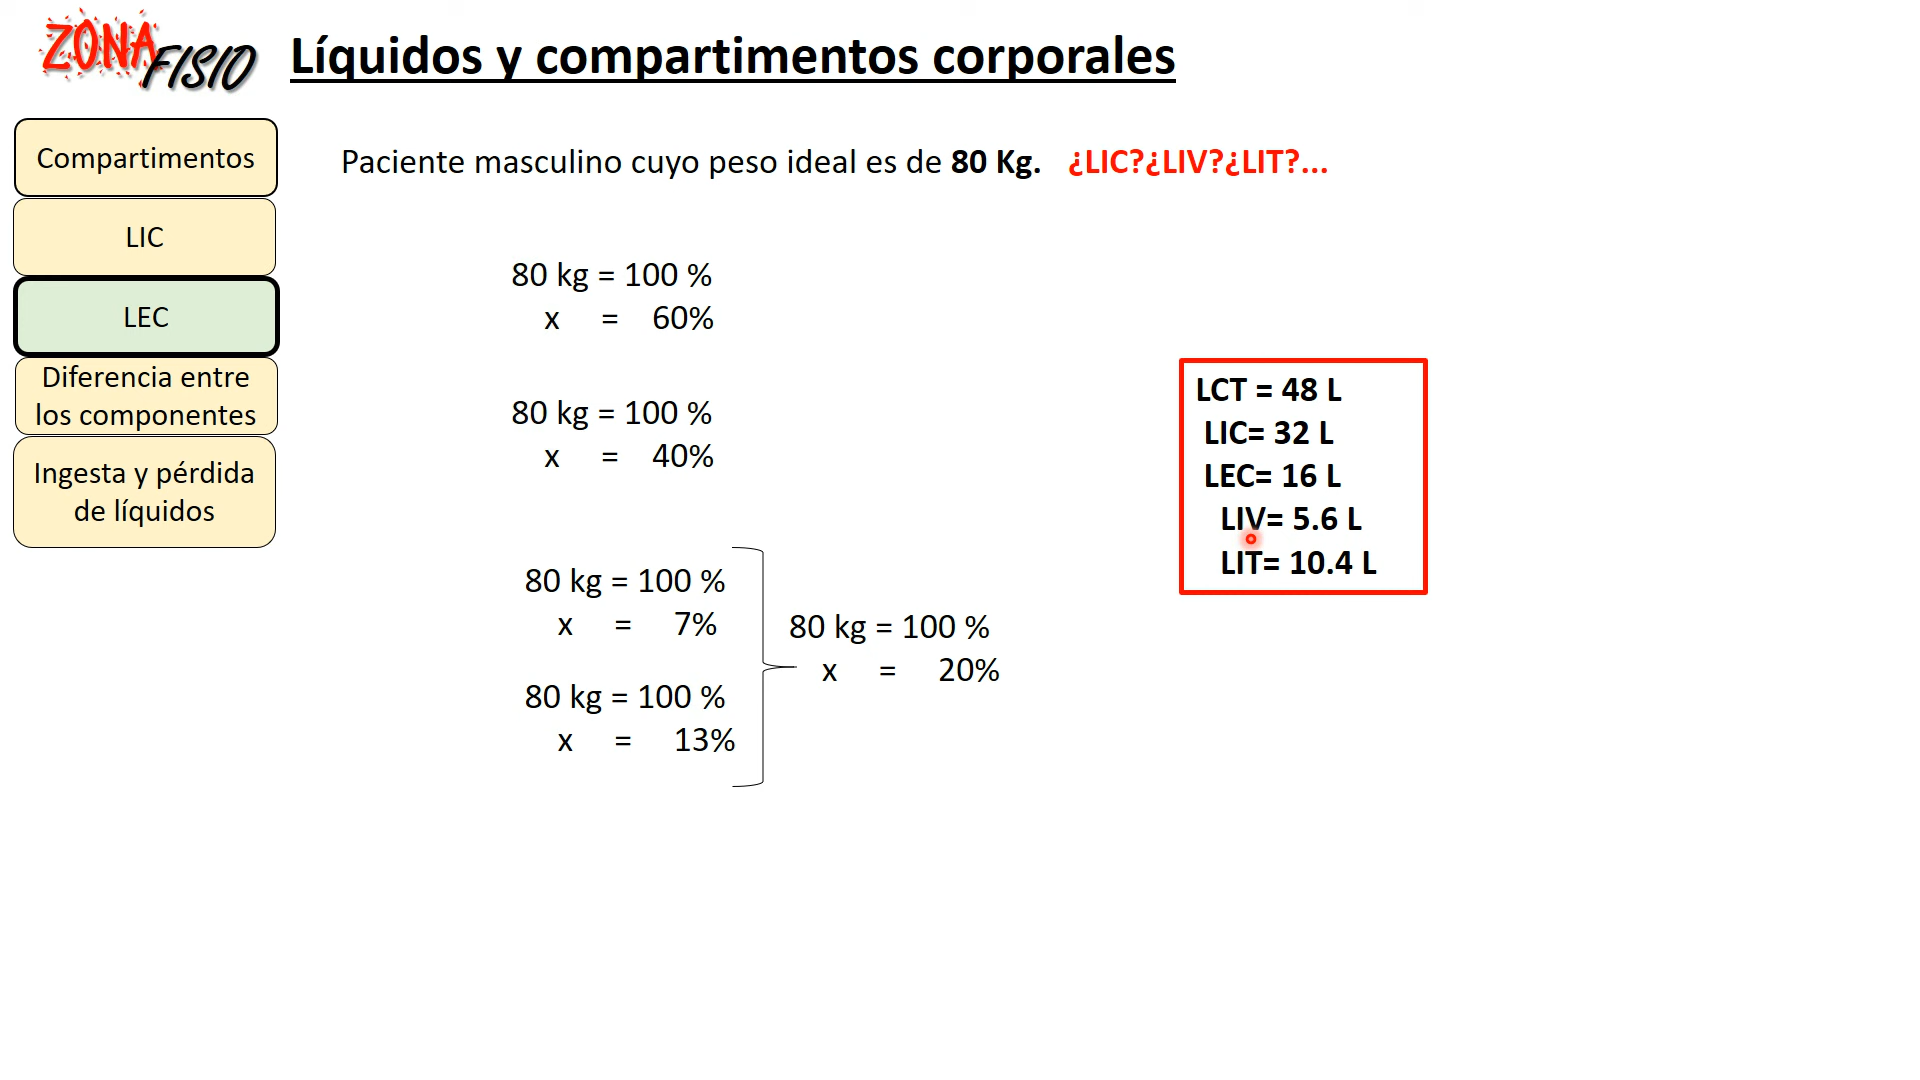 ZONA FISIO
Líquidos y compartimentos corporales
Compartimentos
LIC
LEC
Diferencia entre
los componentes
Ingesta y pérdida
de líquidos
Paciente masculino cuyo peso ideal es de 80 Kg. ¿LIC?¿LIV?¿LIT?...
80 kg = 100 %
x = 60%
80 kg = 100 %
x = 40%
80 kg = 100 %
x = 7%
80 kg = 100 %
x = 13%
80 kg = 100 %
x = 20%
LCT = 48 L
LIC= 32 L
LEC= 16 L
LIV= 5.6 L
LIT= 10.4 L